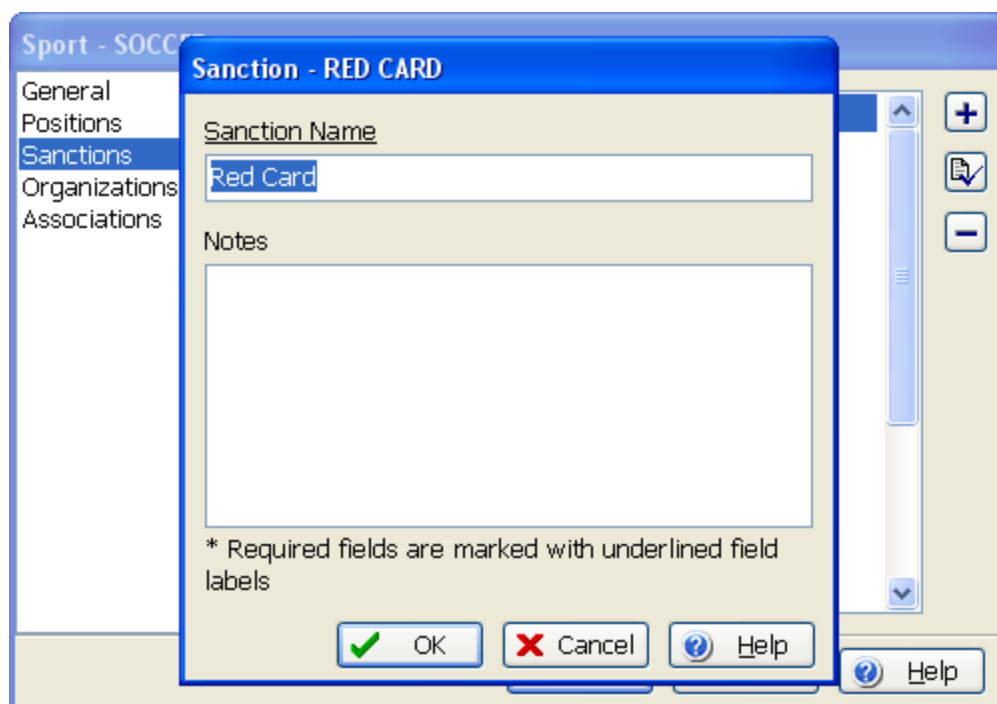 Sport - SOCCE
General
Positions
Sanctions
Organizations
Associations
Sanction - RED CARD
Sanction Name
Red Card
Notes
* Required fields are marked with underlined field
labels
OK
Cancel
Help
Help